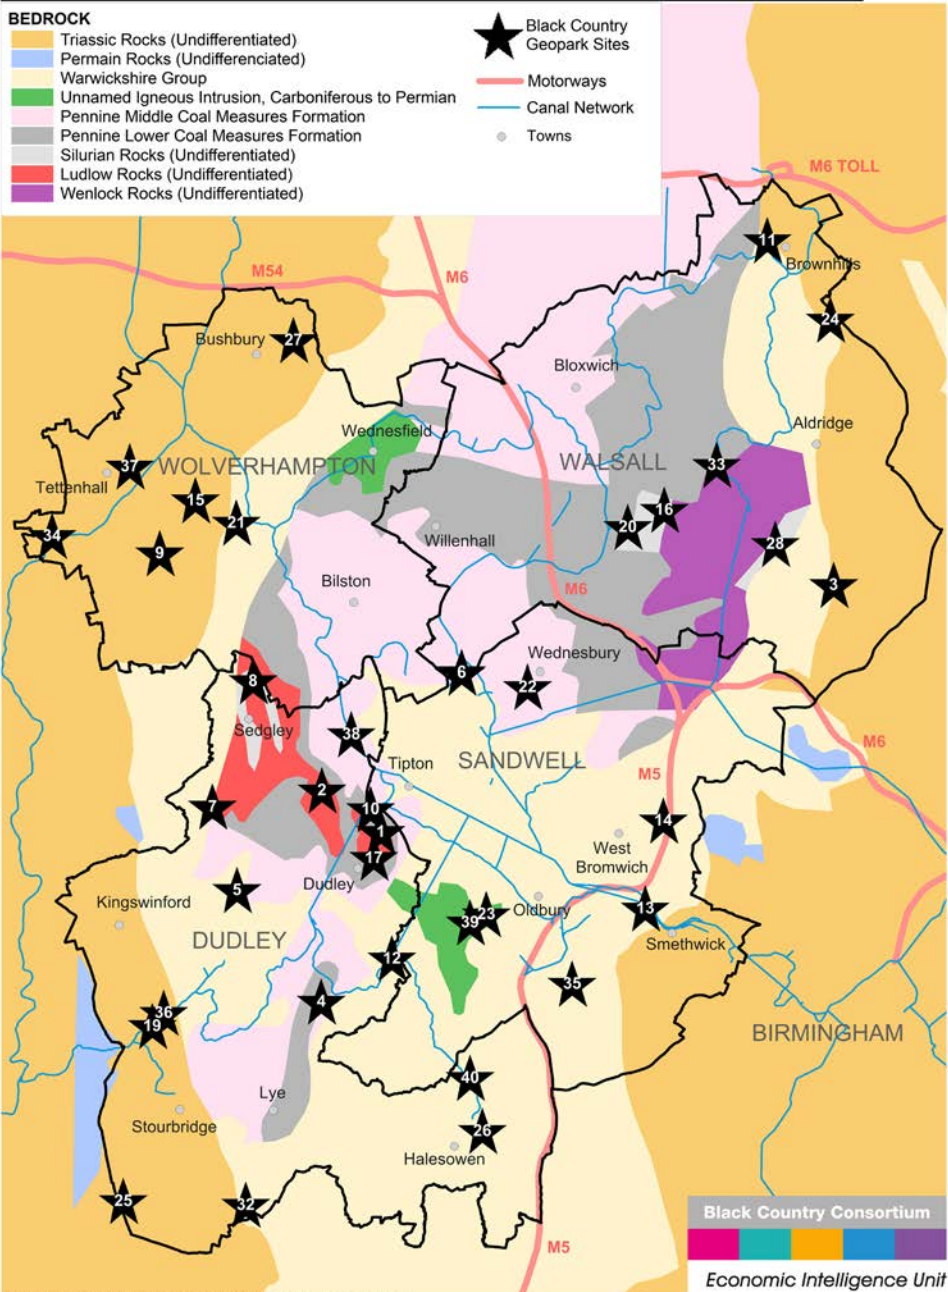 BEDROCK
Triassic Rocks (Undifferentiated)
Permain Rocks (Undifferenciated)
Warwickshire Group
Unnamed Igneous Intrusion, Carboniferous to Permian
Pennine Middle Coal Measures Formation
Pennine Lower Coal Measures Formation
Silurian Rocks (Undifferentiated)
Ludlow Rocks (Undifferentiated)
Wenlock Rocks (Undifferentiated)
Black Country
Geopark Sites
Motorways
Canal Network
Towns
M6 TOLL
11
Brownhills
M54
M6
24
Bushbury
27
Bloxwich
Aldridge
Wednesfield
WOLVERHAMPTON
WALSALL
33
37
Tettenhall
15
16
21
20
34
Willenhall
28
9
Bilston
M6
3
Wednesbury
6
22
8
Sedgley
38
SANDWELL
M6
Tipton
M5
2
7
10
14
1
West
Bromwich
17
Dudley
5
Kingswinford
Oldbury
13
39
23
DUDLEY
Smethwick
12
35
4
36
19
BIRMINGHAM
40
Lye
Stourbridge
26
Halesowen
25
32
M5
Black Country Consortium
Economic Intelligence Unit